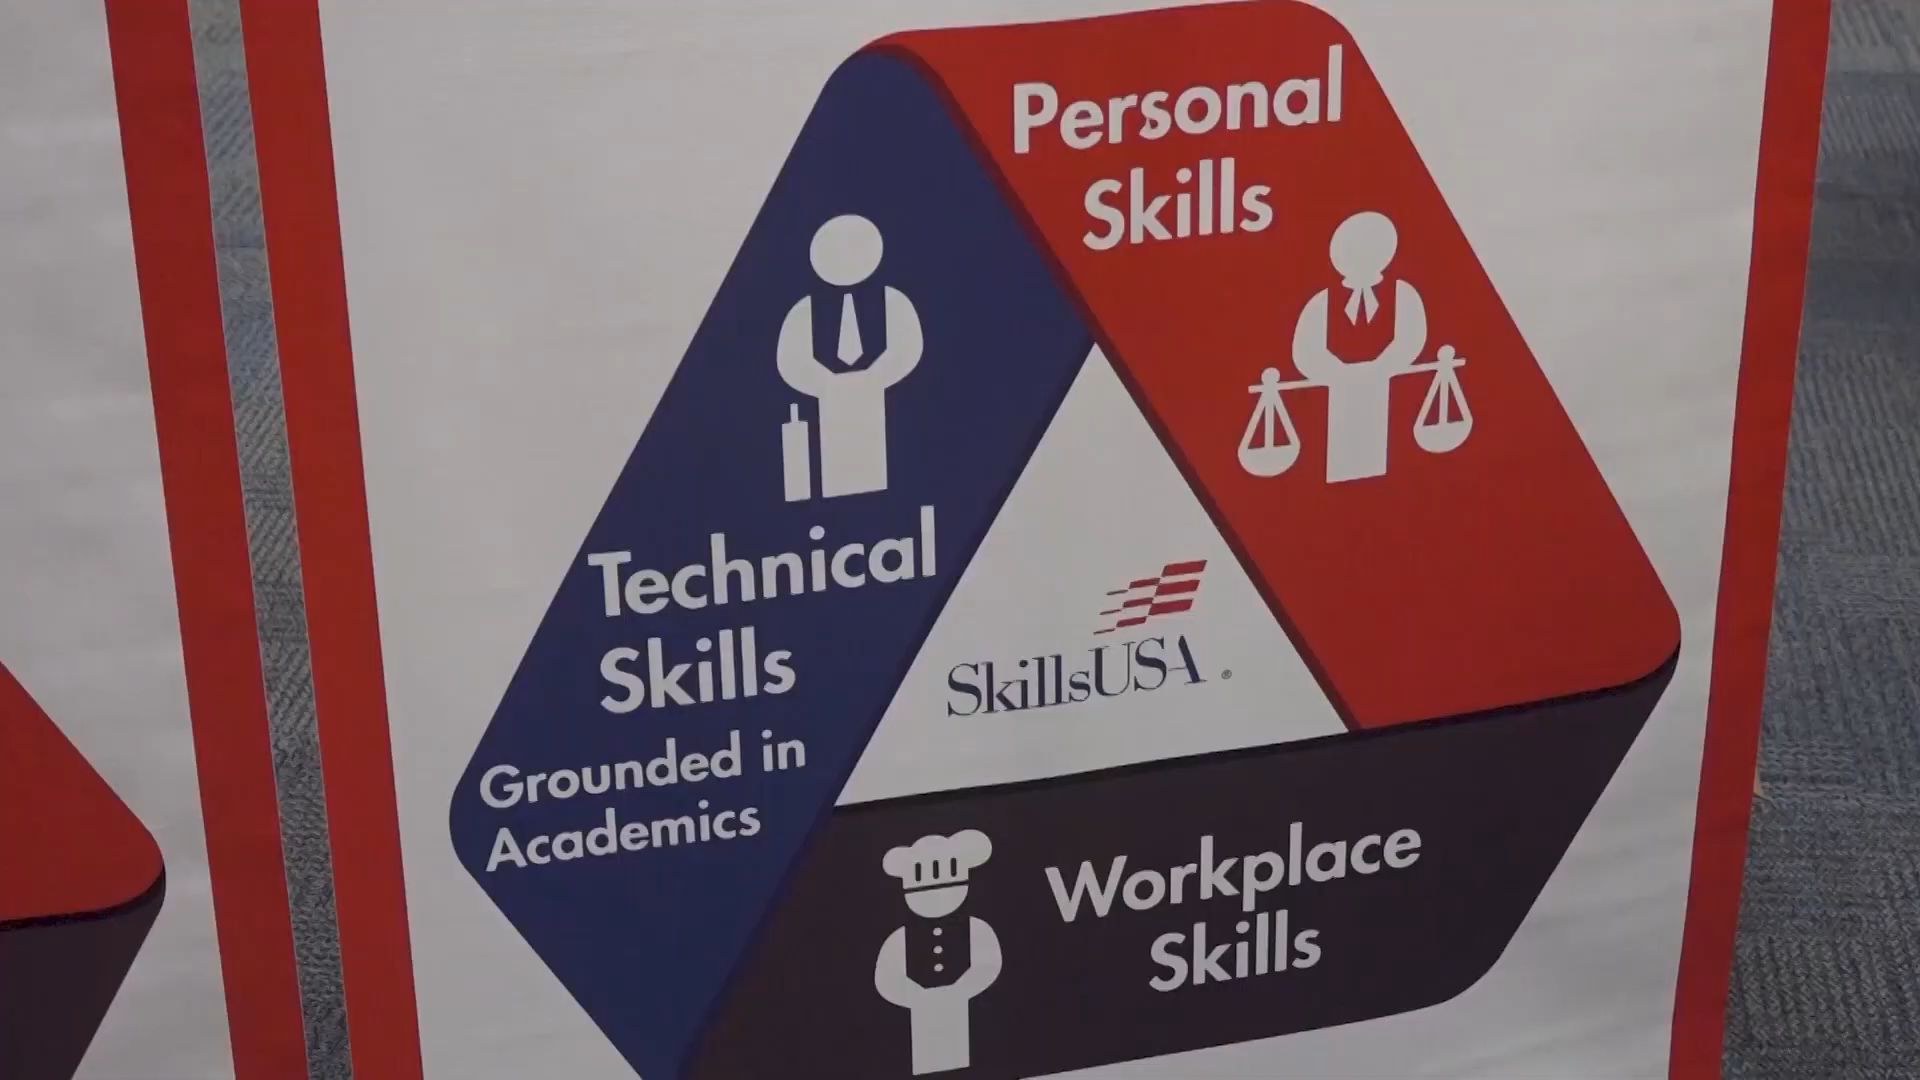 Personal
Skills
Technical
Skills
Grounded in
Academics
SkillsUSA®
Workplace
Skills